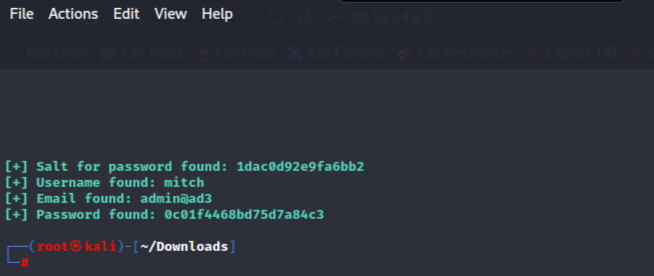 File Actions Edit View Help
10.10.64.67
Kali Linux Kali Tools Kali Docs Kali Forums Kali NetHunter Exploit-DB
[+] Salt for password found: 1dac0d92e9fa6bb2
[+] Username found: mitch
[+] Email found: admin@ad3
[+] Password found: 0c01f4468bd75d7a84c3
┌──(root㉿kali)-[~/Downloads]
└─#